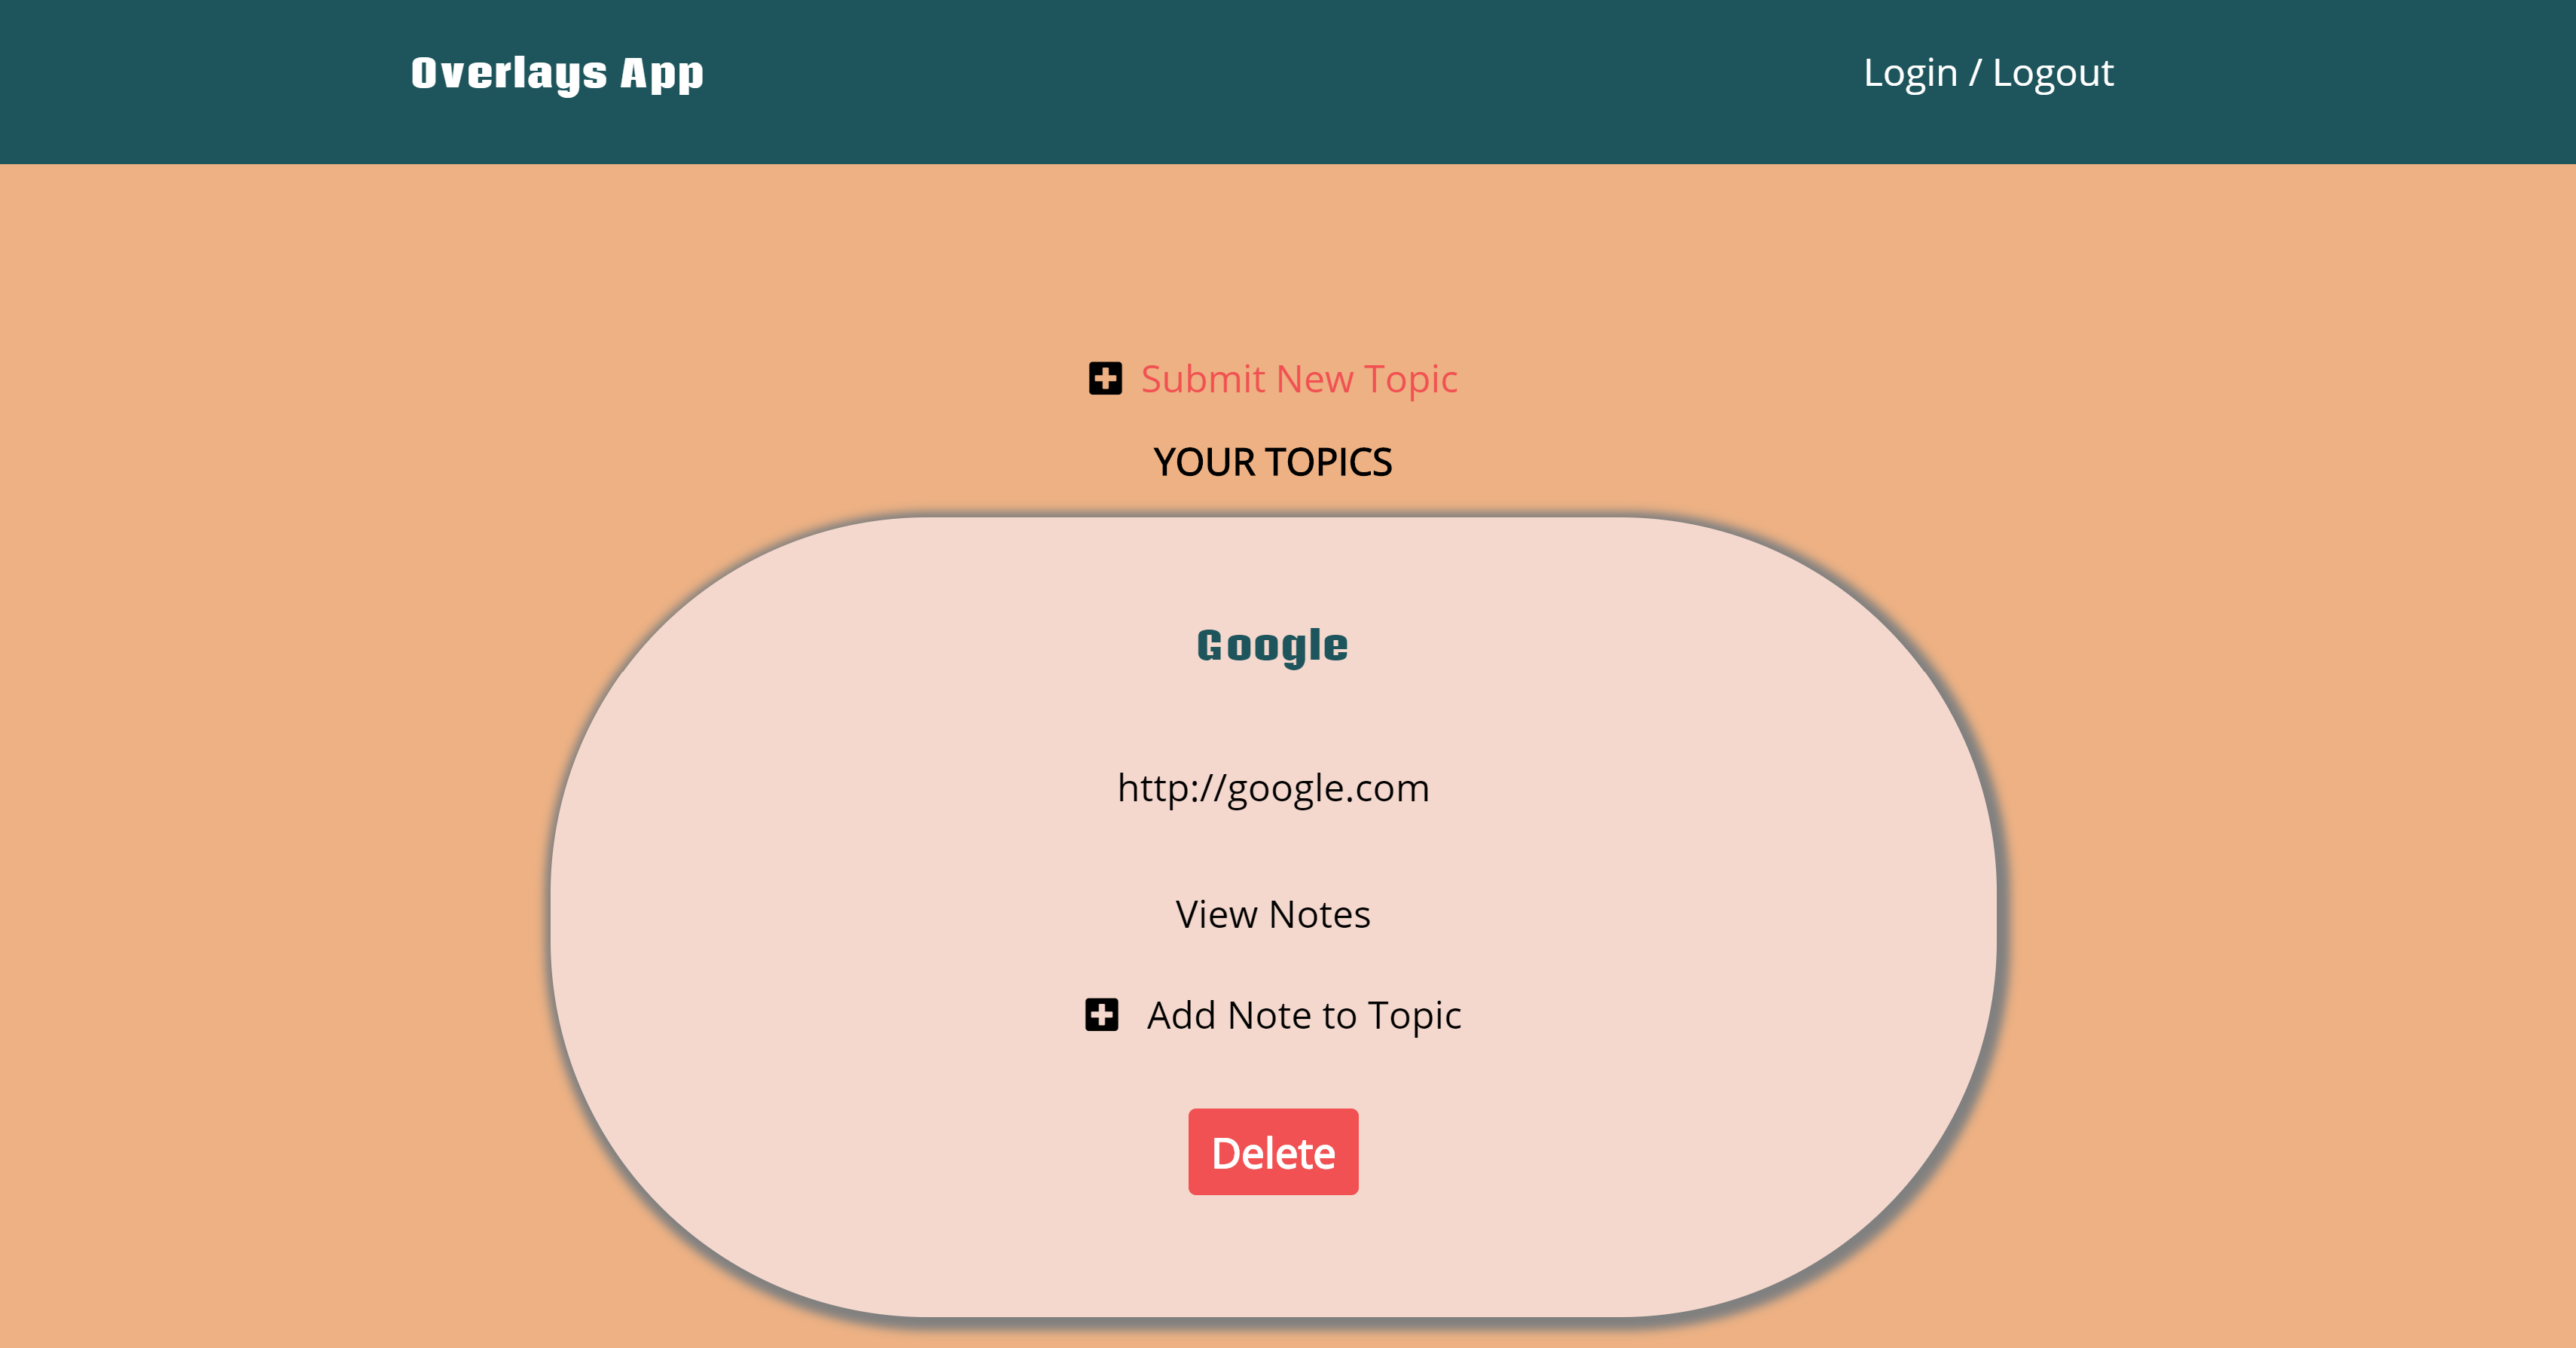 Overlays App
Login / Logout
Submit New Topic
YOUR TOPICS
Google
http://google.com
View Notes
Add Note to Topic
Delete